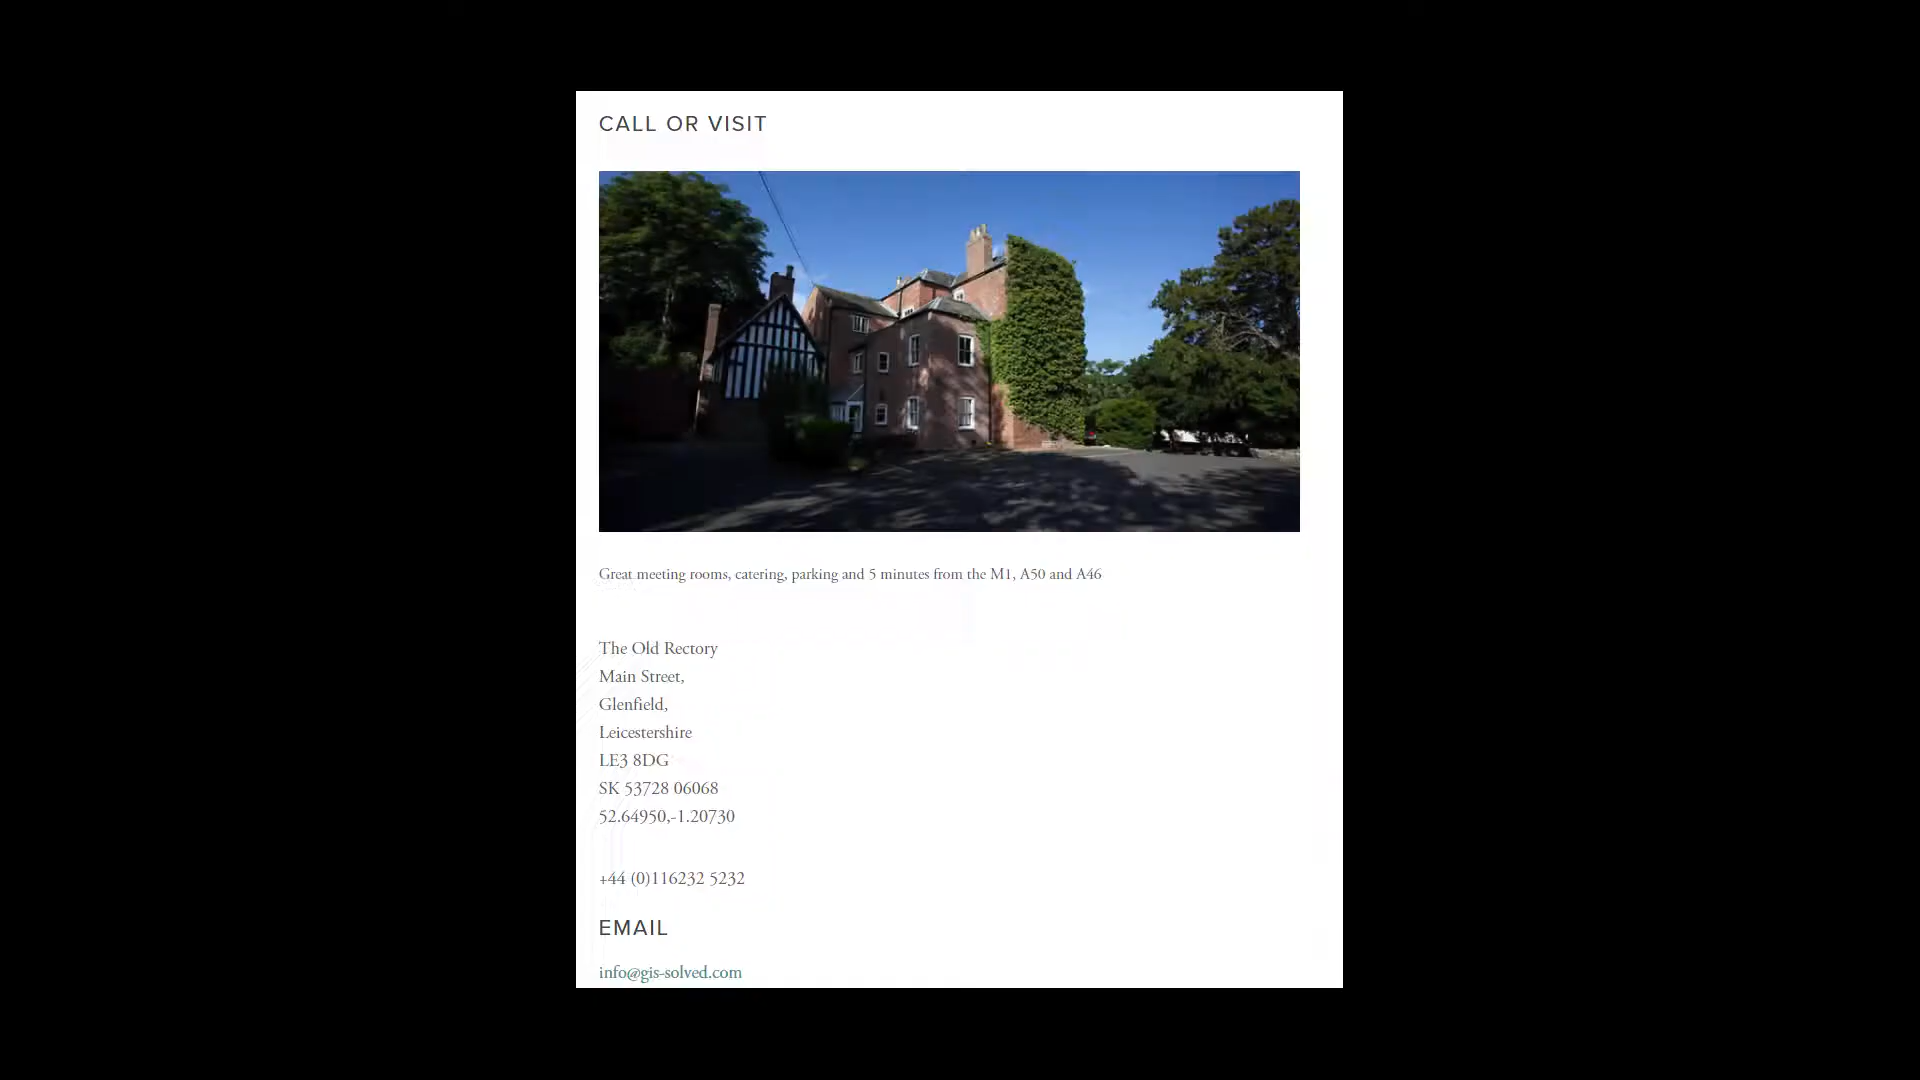 CALL OR VISIT
Great meeting rooms, catering, parking and 5 minutes from the M1, A50 and A46
The Old Rectory
Main Street,
Glenfield,
Leicestershire
LE3 8DG
SK 53728 06068
52.64950,-1.20730
+44 (0)116232 5232
EMAIL
info@gis-solved.com